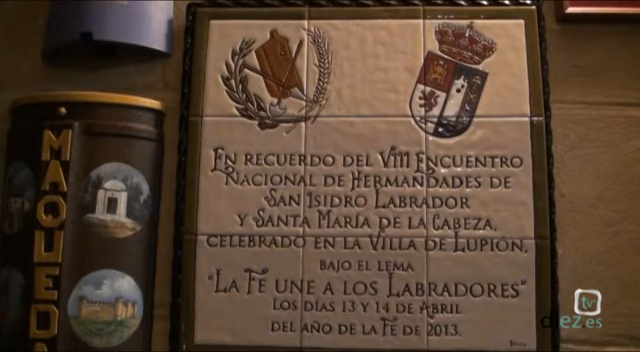 MAQUEDA
En recuerdo del VIII Encuentro
Nacional de Hermandades de
San Isidro Labrador
y Santa María de la Cabeza,
celebrado en la Villa de Lupión,
bajo el lema
"La Fe une a los Labradores"
Los días 13 y 14 de Abril
del año de la Fe de 2013.
tv
diez.es